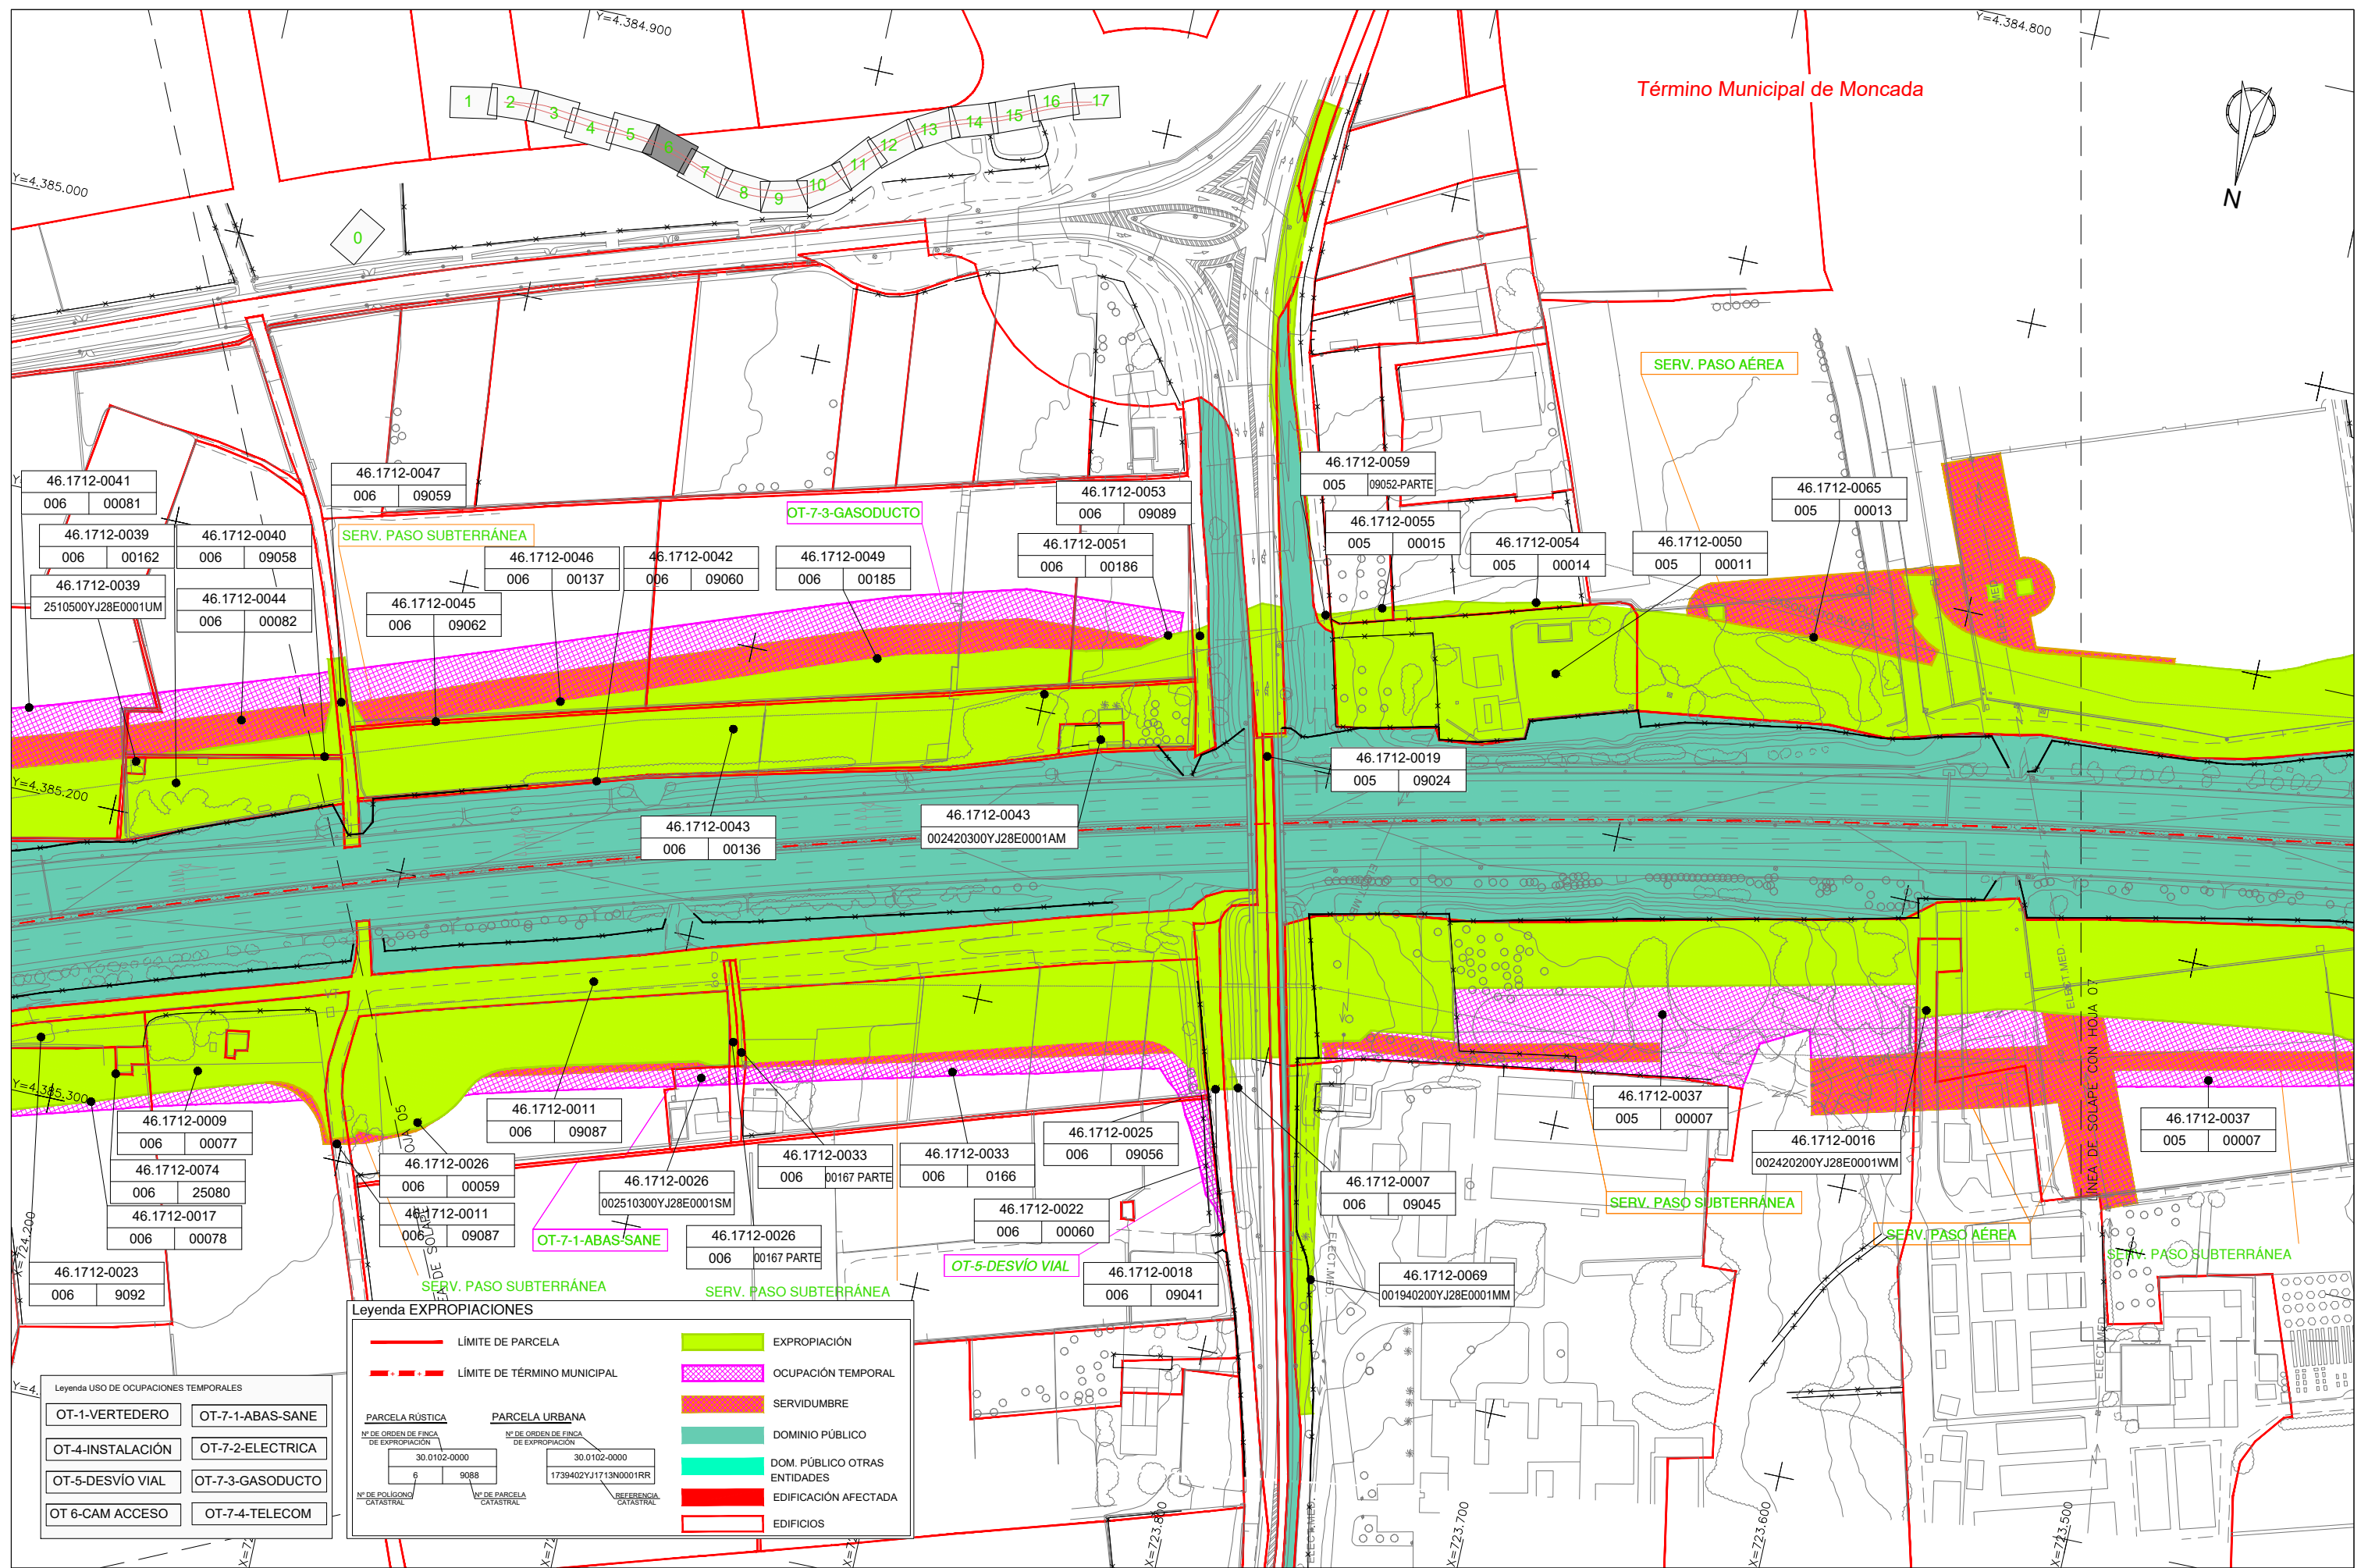 Y=4.384.900
Y=4.384.800
Término Municipal de Moncada
1 2 3 4 5 6 7 8 9 10 11 12 13 14 15 16 17
0
N
Y=4.385.000
SERV. PASO AÉREA
46.1712-0041
006 00081
46.1712-0047
006 09059
46.1712-0059
005 09052-PARTE
46.1712-0053
006 09089
46.1712-0065
005 00013
OT-7-3-GASODUCTO
46.1712-0039
006 00162
46.1712-0040
006 09058
SERV. PASO SUBTERRÁNEA
46.1712-0055
005 00015
46.1712-0046
006 00137
46.1712-0042
006 09060
46.1712-0049
006 00185
46.1712-0051
006 00186
46.1712-0054
005 00014
46.1712-0050
005 00011
46.1712-0039
2510500YJ28E0001UM
46.1712-0044
006 00082
46.1712-0045
006 09062
46.1712-0019
005 09024
Y=4.385.200
46.1712-0043
006 00136
46.1712-0043
002420300YJ28E0001AM
ELECT.MED.
LÍNEA DE SOLAPE CON HOJA 07
Y=4.385.300
46.1712-0009
006 00077
46.1712-0011
006 09087
46.1712-0037
005 00007
46.1712-0037
005 00007
46.1712-0025
006 09056
46.1712-0016
002420200YJ28E0001WM
46.1712-0074
006 25080
46.1712-0026
006 00059
46.1712-0026
002510300YJ28E0001SM
46.1712-0033
006 00167 PARTE
46.1712-0033
006 0166
46.1712-0007
006 09045
46.1712-0017
006 00078
46.1712-0011
006 09087
46.1712-0022
006 00060
SERV. PASO SUBTERRÁNEA
OT-7-1-ABAS-SANE
46.1712-0026
006 00167 PARTE
SERV. PASO AÉREA
SERV. PASO SUBTERRÁNEA
X=724.200
46.1712-0023
006 9092
OT-5-DESVÍO VIAL
46.1712-0018
006 09041
46.1712-0069
001940200YJ28E0001MM
ELECT.MED.
SERV. PASO SUBTERRÁNEA
SERV. PASO SUBTERRÁNEA
Leyenda EXPROPIACIONES
LÍMITE DE PARCELA
LÍMITE DE TÉRMINO MUNICIPAL
PARCELA RÚSTICA
Nº DE ORDEN DE FINCA
DE EXPROPIACIÓN
30.0102-0000
6 9088
Nº DE POLÍGONO
CATASTRAL
Nº DE PARCELA
CATASTRAL
PARCELA URBANA
Nº DE ORDEN DE FINCA
DE EXPROPIACIÓN
30.0102-0000
1739402YJ1713N0001RR
REFERENCIA
CATASTRAL
EXPROPIACIÓN
OCUPACIÓN TEMPORAL
SERVIDUMBRE
DOMINIO PÚBLICO
DOM. PÚBLICO OTRAS
ENTIDADES
EDIFICACIÓN AFECTADA
EDIFICIOS
Leyenda USO DE OCUPACIONES TEMPORALES
OT-1-VERTEDERO
OT-7-1-ABAS-SANE
OT-4-INSTALACIÓN
OT-7-2-ELECTRICA
OT-5-DESVÍO VIAL
OT-7-3-GASODUCTO
OT 6-CAM ACCESO
OT-7-4-TELECOM
X=723.800
X=723.700
X=723.600
X=723.500